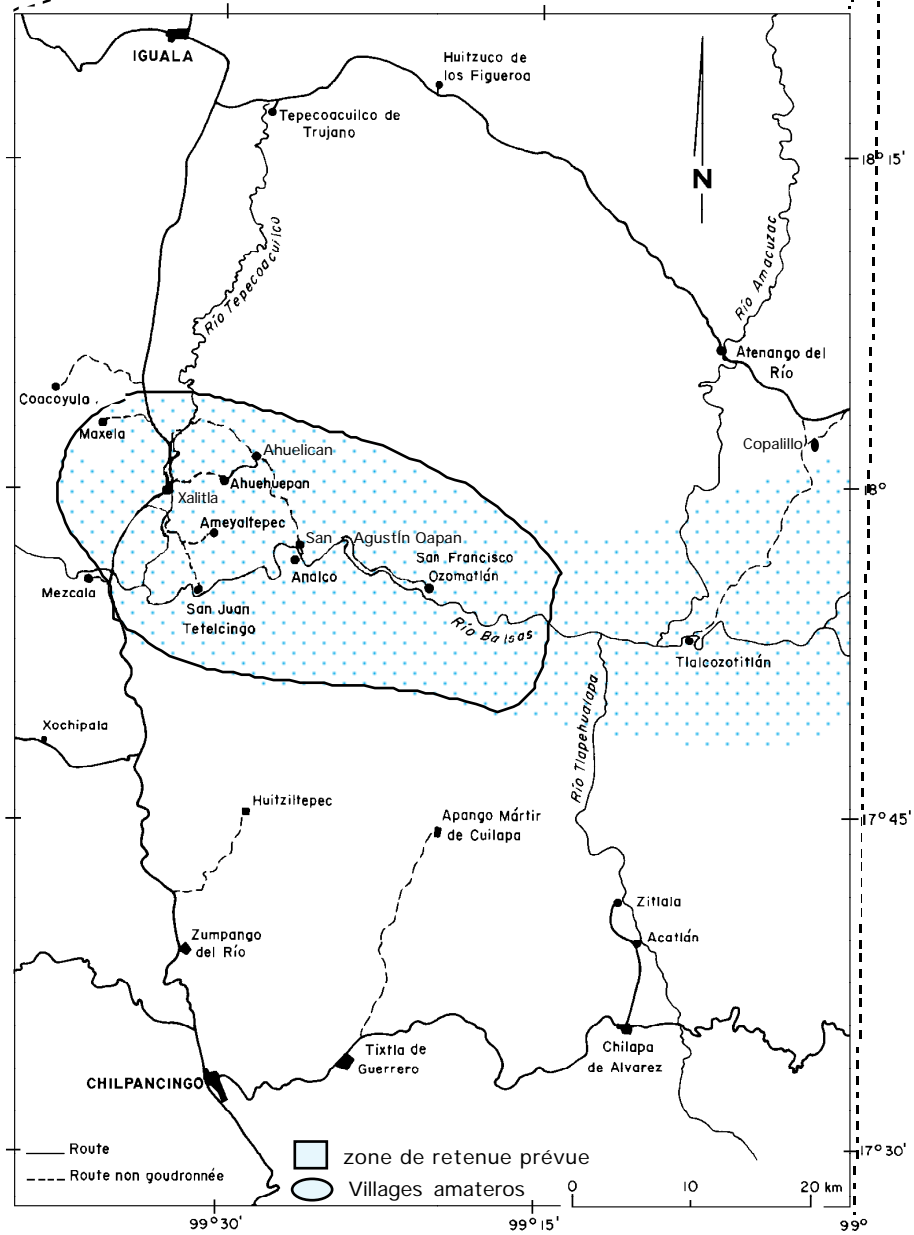 IGUALA
Huitzuco de
los Figueroa
Tepecoacuilco de
Trujano
N
18° 15'
Río Tepecoacuilco
Río Amacuzac
Atenango del
Río
Coacoyula
Maxela
Ahuelican
Copalillo
Ahuehuepan
Xalitla
18°
Ameyaltepec
San Agustín Oapan
Analco
San Francisco
Ozomatlán
Mezcala
San Juan
Tetelcingo
Río Balsas
Tlalcozotitlán
Xochipala
Río Tlapehualapa
Huitziltepec
Apango Mártir
de Cuilapa
17° 45'
Zitlala
Zumpango
del Río
Acatlán
Tixtla de
Guerrero
Chilapa
de Alvarez
CHILPANCINGO
Route
Route non goudronnée
zone de retenue prévue
Villages amateros
17° 30'
0 10 20 km
99° 30' 99° 15' 99°